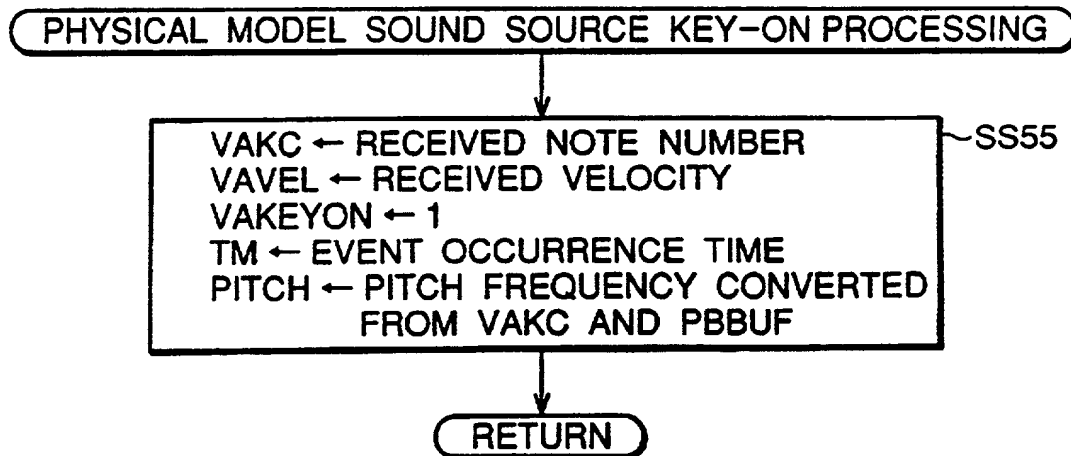 PHYSICAL MODEL SOUND SOURCE KEY-ON PROCESSING
VAKC ← RECEIVED NOTE NUMBER
SS55
VAVEL ← RECEIVED VELOCITY
VAKEYON ← 1
TM ← EVENT OCCURRENCE TIME
PITCH ← PITCH FREQUENCY CONVERTED
FROM VAKC AND PBBUF
RETURN